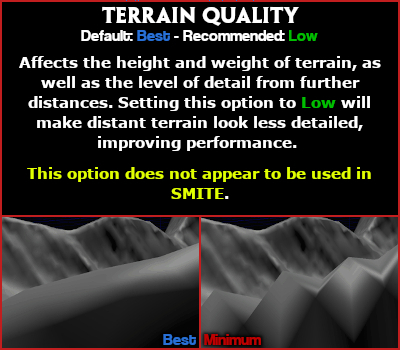 TERRAIN QUALITY
Default: Best - Recommended: Low
Affects the height and weight of terrain, as
well as the level of detail from further
distances. Setting this option to Low will
make distant terrain look less detailed,
improving performance.
This option does not appear to be used in
SMITE.
Best Minimum